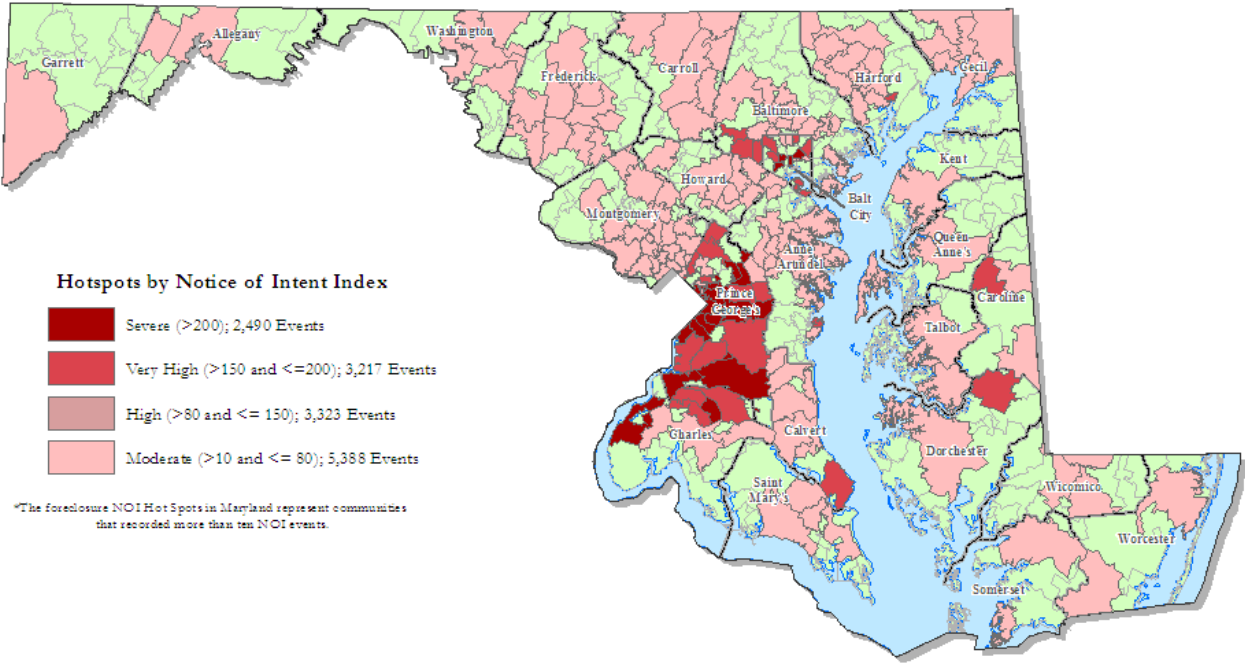 Garrett
Allegany
Washington
Frederick
Carroll
Baltimore
Harford
Cecil
Kent
Howard
Montgomery
Balt
City
Anne
Arundel
Queen
Anne's
Prince
George's
Caroline
Talbot
Charles
Calvert
Dorchester
Saint
Mary's
Wicomico
Worcester
Somerset
Hotspots by Notice of Intent Index
Severe (>200); 2,490 Events
Very High (>150 and <=200); 3,217 Events
High (>80 and <= 150); 3,323 Events
Moderate (>10 and <= 80); 5,388 Events
*The foreclosure NOI Hot Spots in Maryland represent communities
that recorded more than ten NOI events.